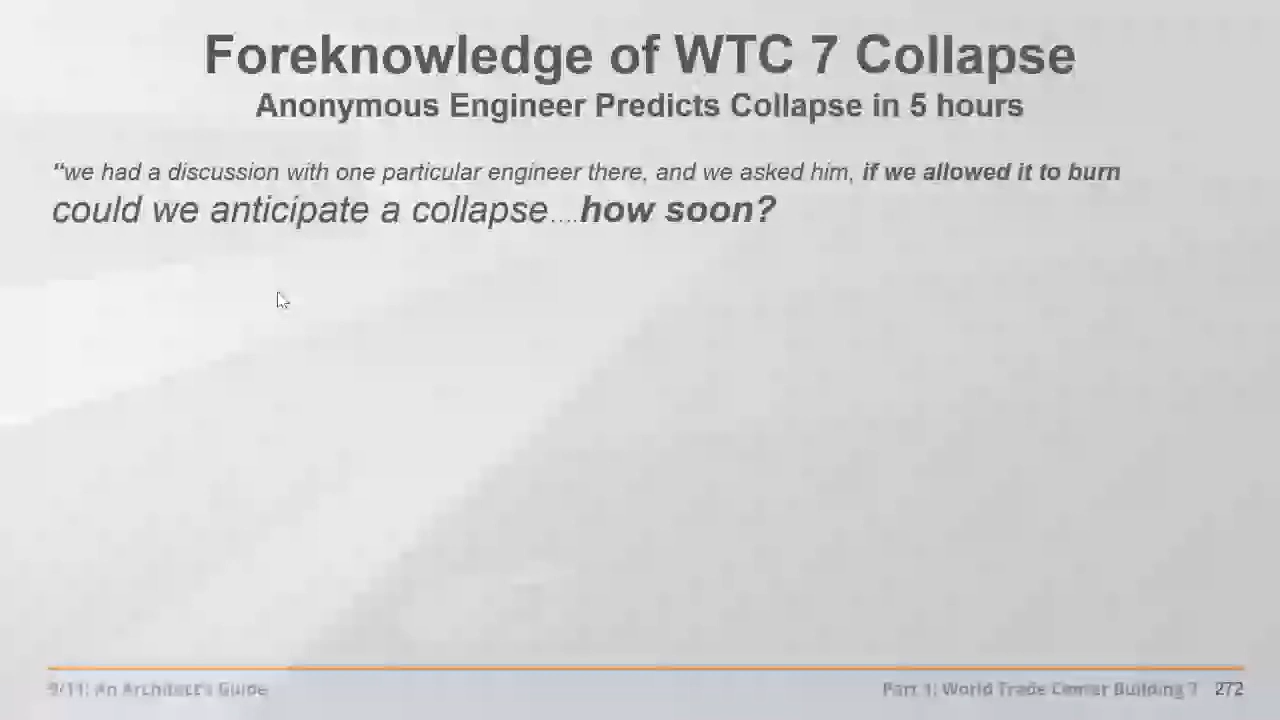 Foreknowledge of WTC 7 Collapse
Anonymous Engineer Predicts Collapse in 5 hours
“we had a discussion with one particular engineer there, and we asked him, if we allowed it to burn
could we anticipate a collapse....how soon?
9/11: An Architect's Guide
Part 1: World Trade Center Building 7 272